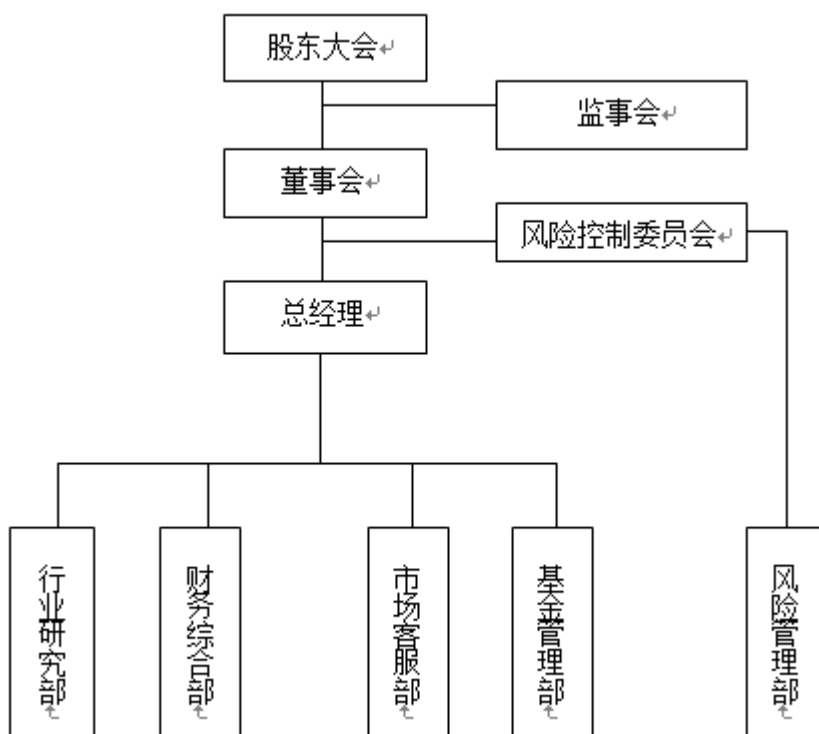 股东大会
监事会
董事会
风险控制委员会
总经理
行业研究部
财务综合部
市场客服部
基金管理部
风险管理部